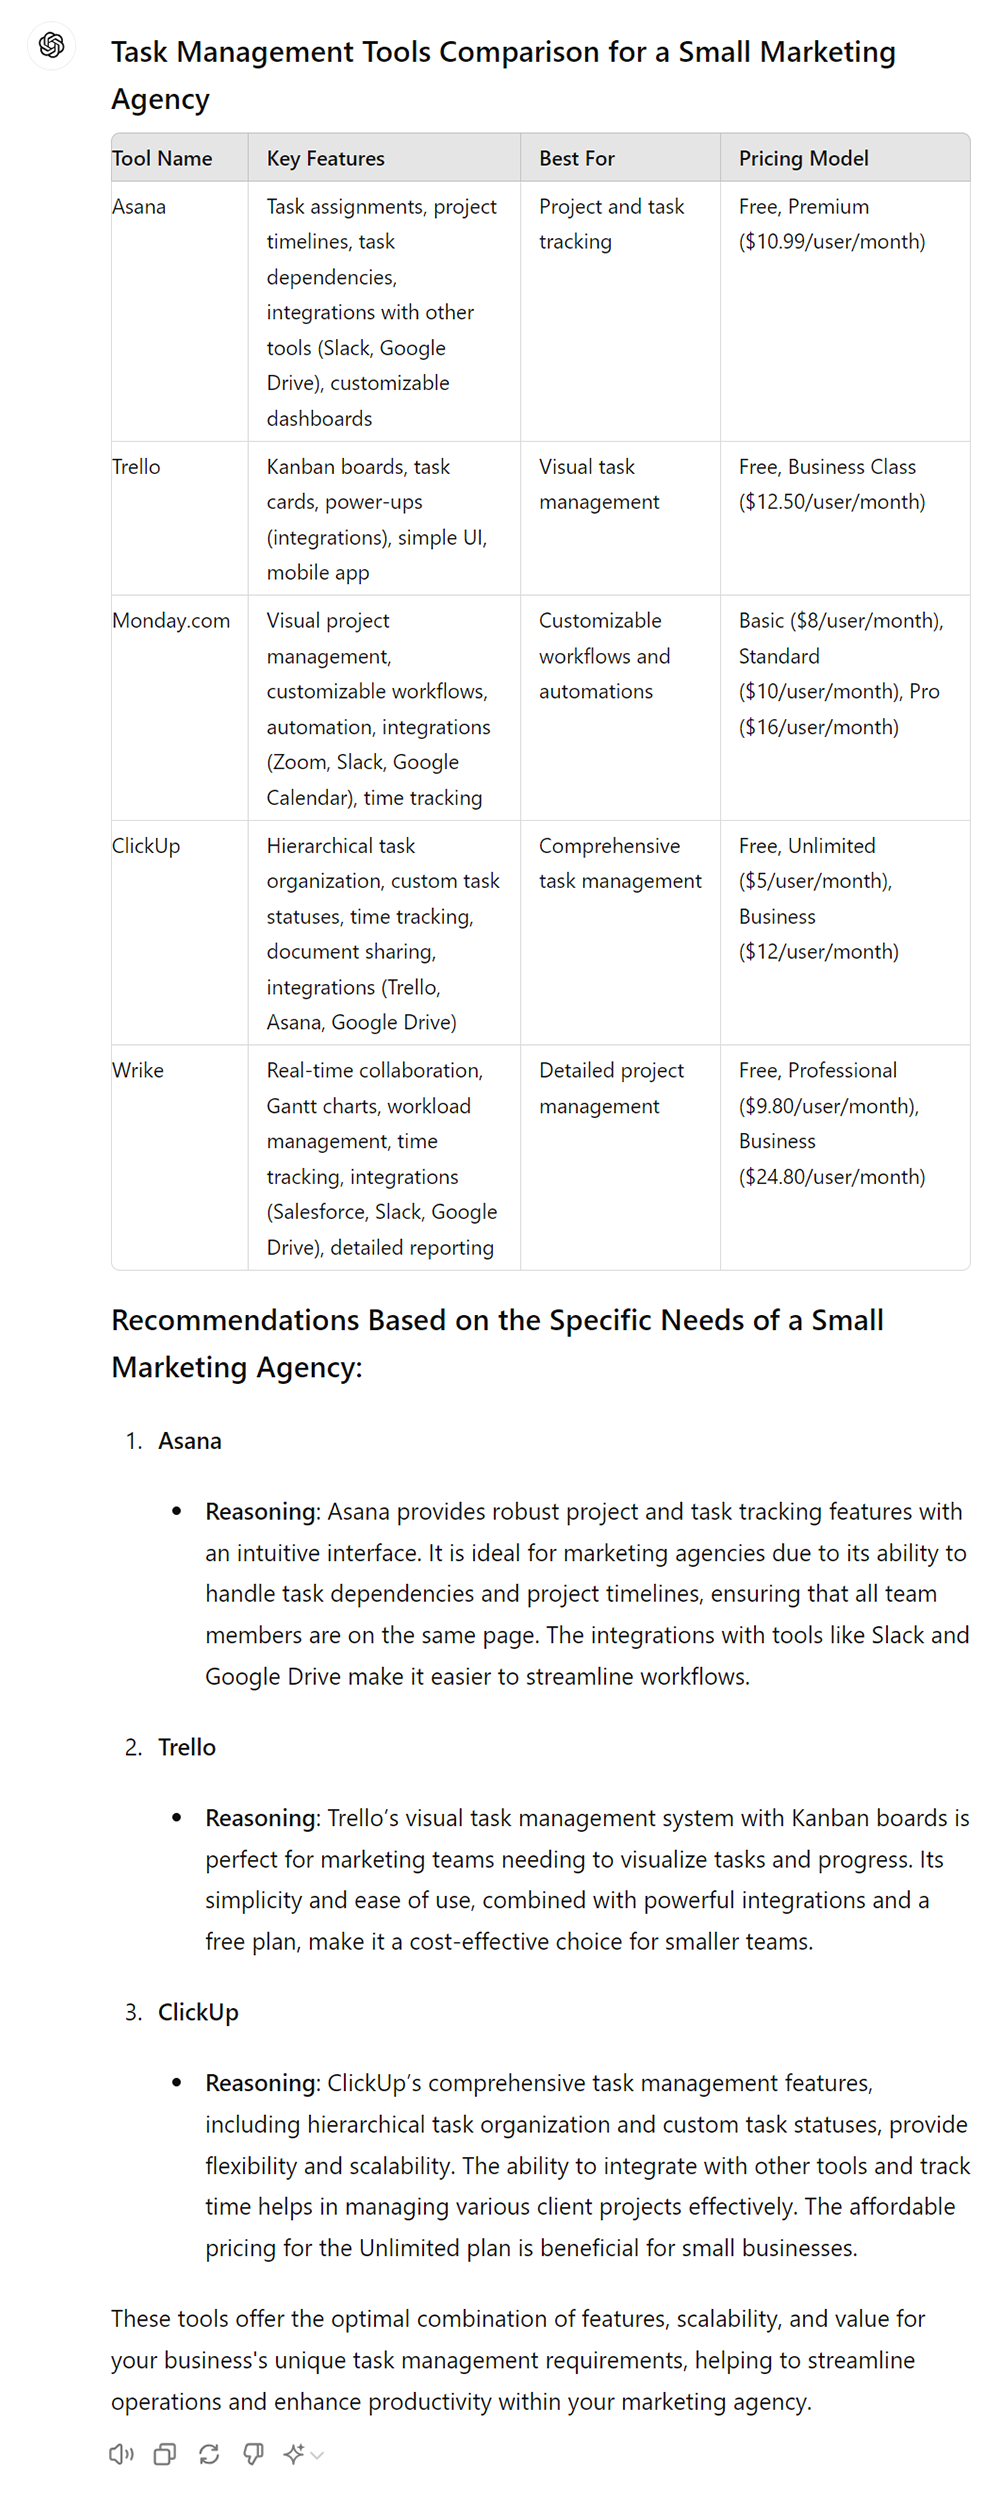 Task Management Tools Comparison for a Small Marketing
Agency
Tool Name
Key Features
Best For
Pricing Model
Asana
Task assignments, project
timelines, task
dependencies,
integrations with other
tools (Slack, Google
Drive), customizable
dashboards
Project and task
tracking
Free, Premium
($10.99/user/month)
Trello
Kanban boards, task
cards, power-ups
(integrations), simple UI,
mobile app
Visual task
management
Free, Business Class
($12.50/user/month)
Monday.com
Visual project
management,
customizable workflows,
automation, integrations
(Zoom, Slack, Google
Calendar), time tracking
Customizable
workflows and
automations
Basic ($8/user/month),
Standard
($10/user/month), Pro
($16/user/month)
ClickUp
Hierarchical task
organization, custom task
statuses, time tracking,
document sharing,
integrations (Trello,
Asana, Google Drive)
Comprehensive
task management
Free, Unlimited
($5/user/month),
Business
($12/user/month)
Wrike
Real-time collaboration,
Gantt charts, workload
management, time
tracking, integrations
(Salesforce, Slack, Google
Drive), detailed reporting
Detailed project
management
Free, Professional
($9.80/user/month),
Business
($24.80/user/month)
Recommendations Based on the Specific Needs of a Small
Marketing Agency:
1. Asana
• Reasoning: Asana provides robust project and task tracking features with
an intuitive interface. It is ideal for marketing agencies due to its ability to
handle task dependencies and project timelines, ensuring that all team
members are on the same page. The integrations with tools like Slack and
Google Drive make it easier to streamline workflows.
2. Trello
• Reasoning: Trello’s visual task management system with Kanban boards is
perfect for marketing teams needing to visualize tasks and progress. Its
simplicity and ease of use, combined with powerful integrations and a
free plan, make it a cost-effective choice for smaller teams.
3. ClickUp
• Reasoning: ClickUp’s comprehensive task management features,
including hierarchical task organization and custom task statuses, provide
flexibility and scalability. The ability to integrate with other tools and track
time helps in managing various client projects effectively. The affordable
pricing for the Unlimited plan is beneficial for small businesses.
These tools offer the optimal combination of features, scalability, and value for
your business's unique task management requirements, helping to streamline
operations and enhance productivity within your marketing agency.